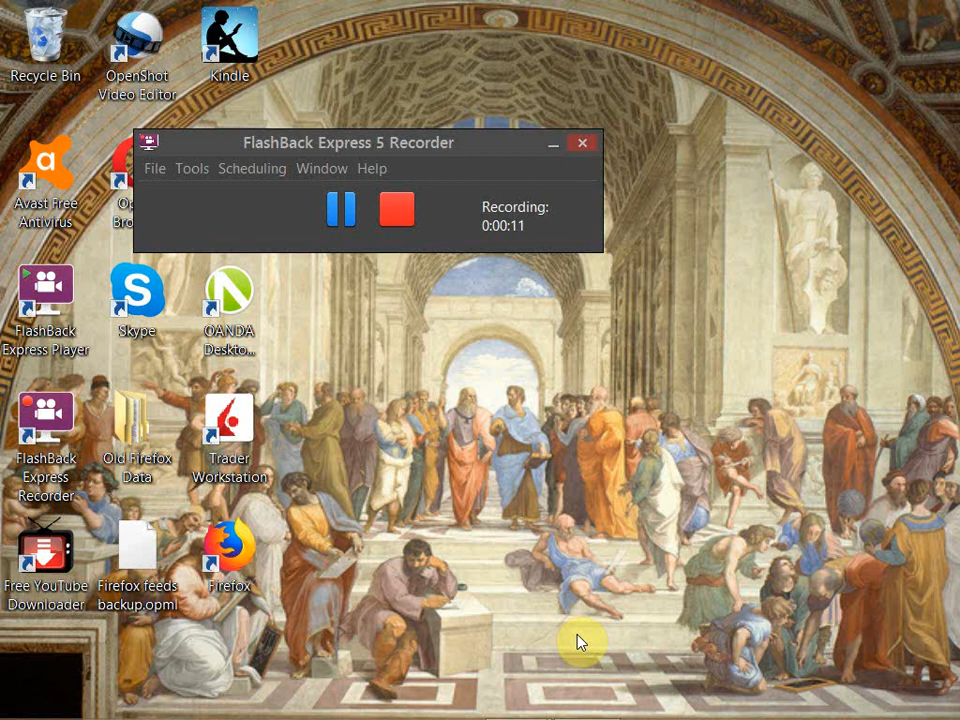 Recycle Bin
OpenShot
Video Editor
Kindle
FlashBack Express 5 Recorder
File Tools Scheduling Window Help
Recording:
0:00:11
Avast Free
Antivirus
FlashBack
Express Player
Skype
OANDA
Deskto...
FlashBack
Express
Recorder
Old Firefox
Data
Trader
Workstation
Free YouTube
Downloader
Firefox feeds
backup.opml
Firefox